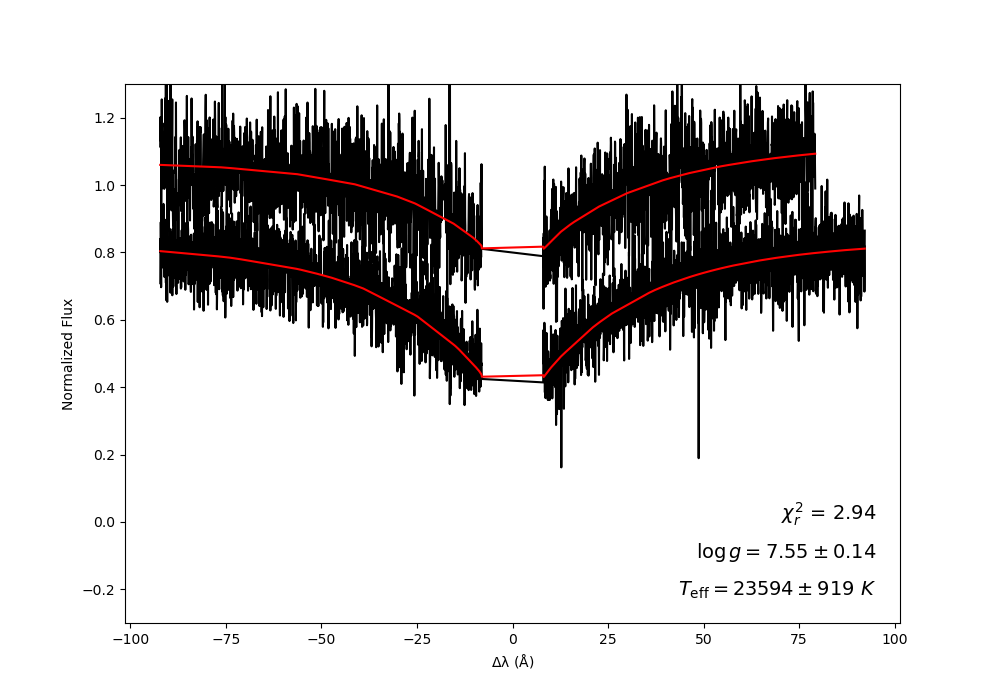 1.2
1.0
0.8
0.6
0.4
0.2
0.0
−0.2
Normalized Flux
χ²ᵣ = 2.94
log g = 7.55 ± 0.14
T_eff = 23594 ± 919 K
−100 −75 −50 −25 0 25 50 75 100
Δλ (Å)